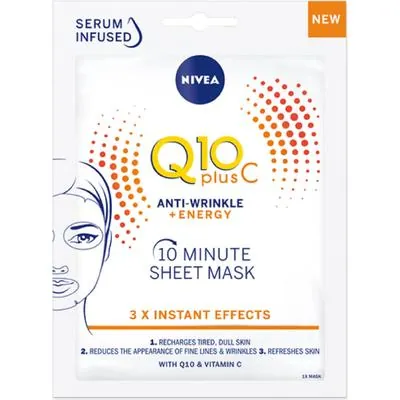 SERUM
INFUSED
NEW
NIVEA
Q10
plus C
ANTI-WRINKLE
+ ENERGY
10 MINUTE
SHEET MASK
3 X INSTANT EFFECTS
1. RECHARGES TIRED, DULL SKIN
2. REDUCES THE APPEARANCE OF FINE LINES & WRINKLES 3. REFRESHES SKIN
WITH Q10 & VITAMIN C
1X MASK